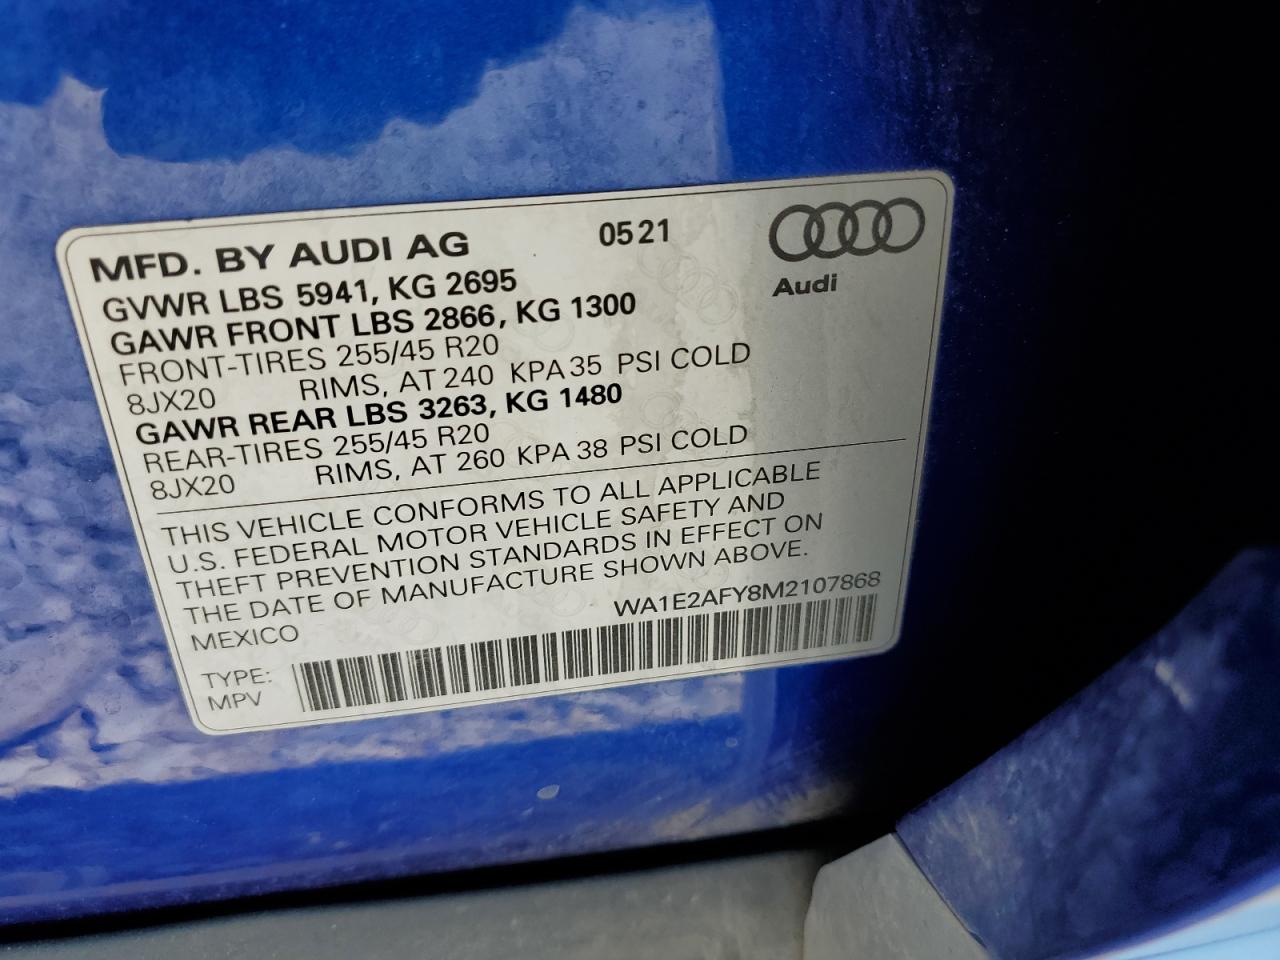 MFD. BY AUDI AG 0521
Audi
GVWR LBS 5941, KG 2695
GAWR FRONT LBS 2866, KG 1300
FRONT-TIRES 255/45 R20
8JX20 RIMS, AT 240 KPA 35 PSI COLD
GAWR REAR LBS 3263, KG 1480
REAR-TIRES 255/45 R20
8JX20 RIMS, AT 260 KPA 38 PSI COLD
THIS VEHICLE CONFORMS TO ALL APPLICABLE
U.S. FEDERAL MOTOR VEHICLE SAFETY AND
THEFT PREVENTION STANDARDS IN EFFECT ON
THE DATE OF MANUFACTURE SHOWN ABOVE.
MEXICO WA1E2AFY8M2107868
TYPE:
MPV